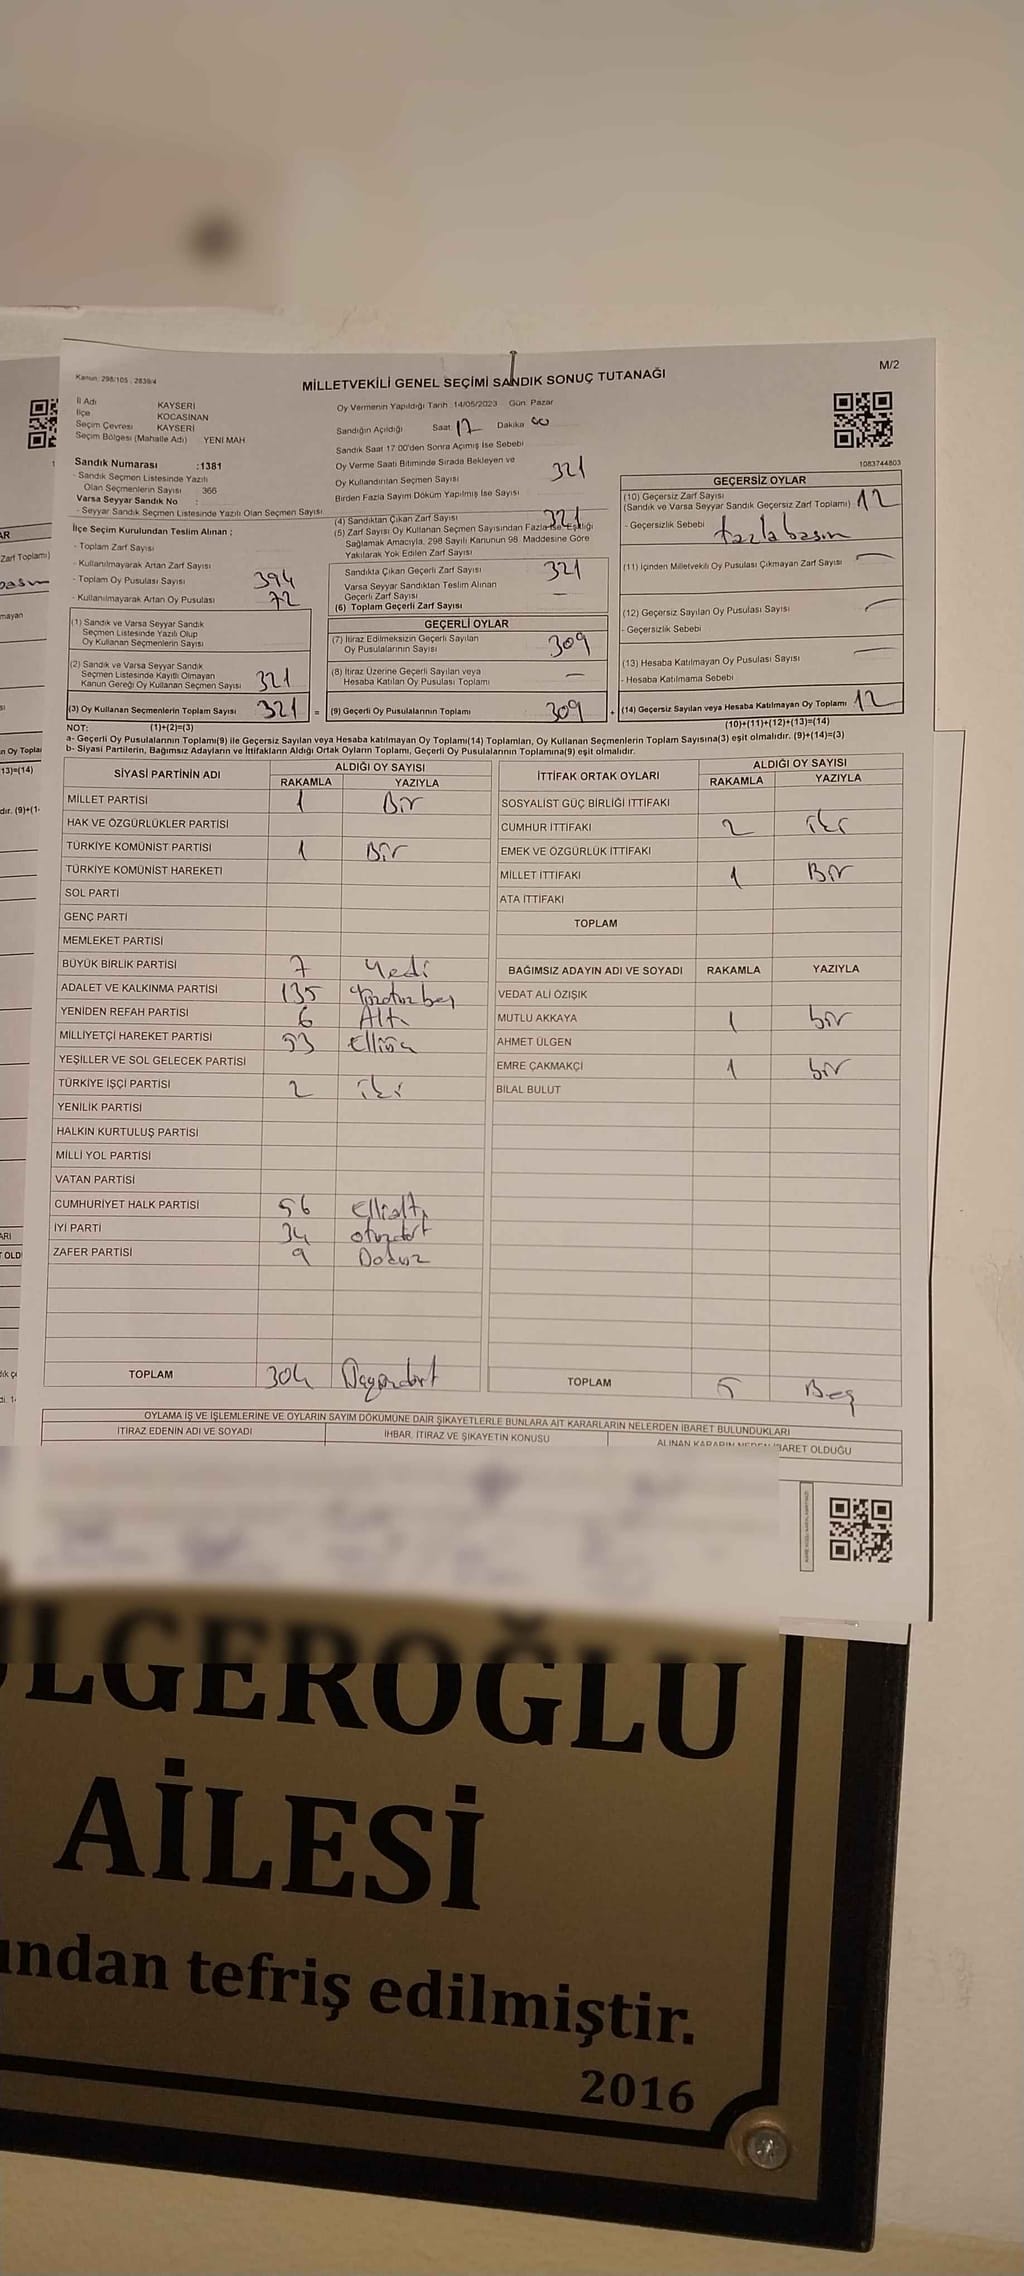 Kanun: 298/105 , 2839/4
MİLLETVEKİLİ GENEL SEÇİMİ SANDIK SONUÇ TUTANAĞI
M/2
İl Adı KAYSERİ
İlçe KOCASİNAN
Seçim Çevresi KAYSERİ
Seçim Bölgesi (Mahalle Adı) YENİ MAH
Sandık Numarası :1381
- Sandık Seçmen Listesinde Yazılı
Olan Seçmenlerin Sayısı 366
Varsa Seyyar Sandık No :
- Seyyar Sandık Seçmen Listesinde Yazılı Olan Seçmen Sayısı
Oy Vermenin Yapıldığı Tarih :14/05/2023 Gün: Pazar
Sandığın Açıldığı Saat 17 Dakika 00
Sandık Saat 17:00'den Sonra Açımış İse Sebebi
Oy Verme Saati Bitiminde Sırada Bekleyen ve
Oy Kullandırılan Seçmen Sayısı 321
Birden Fazla Sayım Döküm Yapılmış İse Sayısı
1083744803
İlçe Seçim Kurulundan Teslim Alınan ;
- Toplam Zarf Sayısı
- Kullanılmayarak Artan Zarf Sayısı
- Toplam Oy Pusulası Sayısı 394
- Kullanılmayarak Artan Oy Pusulası 72
(1) Sandık ve Varsa Seyyar Sandık
Seçmen Listesinde Yazılı Olup
Oy Kullanan Seçmenlerin Sayısı
(2) Sandık ve Varsa Seyyar Sandık
Seçmen Listesinde Kayıtlı Olmayan
Kanun Gereği Oy Kullanan Seçmen Sayısı 321
(3) Oy Kullanan Seçmenlerin Toplam Sayısı 321 =
(1)+(2)=(3)
(4) Sandıktan Çıkan Zarf Sayısı 321
(5) Zarf Sayısı Oy Kullanan Seçmen Sayısından Fazla İse, Eşitliği
Sağlamak Amacıyla, 298 Sayılı Kanunun 98. Maddesine Göre
Yakılarak Yok Edilen Zarf Sayısı
Sandıkta Çıkan Geçerli Zarf Sayısı 321
Varsa Seyyar Sandıktan Teslim Alınan
Geçerli Zarf Sayısı –
(6) Toplam Geçerli Zarf Sayısı
GEÇERLİ OYLAR
(7) İtiraz Edilmeksizin Geçerli Sayılan
Oy Pusulalarının Sayısı 309
(8) İtiraz Üzerine Geçerli Sayılan veya
Hesaba Katılan Oy Pusulası Toplamı –
(9) Geçerli Oy Pusulalarının Toplamı 309 +
GEÇERSİZ OYLAR
(10) Geçersiz Zarf Sayısı
(Sandık ve Varsa Seyyar Sandık Geçersiz Zarf Toplamı) 12
- Geçersizlik Sebebi fazla basım
(11) İçinden Milletvekili Oy Pusulası Çıkmayan Zarf Sayısı –
(12) Geçersiz Sayılan Oy Pusulası Sayısı –
- Geçersizlik Sebebi
(13) Hesaba Katılmayan Oy Pusulası Sayısı –
- Hesaba Katılmama Sebebi
(14) Geçersiz Sayılan veya Hesaba Katılmayan Oy Toplamı 12
(10)+(11)+(12)+(13)=(14)
NOT:
a- Geçerli Oy Pusulalarının Toplamı(9) ile Geçersiz Sayılan veya Hesaba katılmayan Oy Toplamı(14) Toplamları, Oy Kullanan Seçmenlerin Toplam Sayısına(3) eşit olmalıdır. (9)+(14)=(3)
b- Siyasi Partilerin, Bağımsız Adayların ve İttifakların Aldığı Ortak Oyların Toplamı, Geçerli Oy Pusulalarının Toplamına(9) eşit olmalıdır.
SİYASİ PARTİNİN ADI ALDIĞI OY SAYISI
RAKAMLA YAZIYLA
MİLLET PARTİSİ 1 Bir
HAK VE ÖZGÜRLÜKLER PARTİSİ
TÜRKİYE KOMÜNİST PARTİSİ 1 Bir
TÜRKİYE KOMÜNİST HAREKETİ
SOL PARTİ
GENÇ PARTİ
MEMLEKET PARTİSİ
BÜYÜK BİRLİK PARTİSİ 7 Yedi
ADALET VE KALKINMA PARTİSİ 135 Yüzotuzbeş
YENİDEN REFAH PARTİSİ 6 Altı
MİLLİYETÇİ HAREKET PARTİSİ 53 Elliüç
YEŞİLLER VE SOL GELECEK PARTİSİ
TÜRKİYE İŞÇİ PARTİSİ 2 iki
YENİLİK PARTİSİ
HALKIN KURTULUŞ PARTİSİ
MİLLİ YOL PARTİSİ
VATAN PARTİSİ
CUMHURİYET HALK PARTİSİ 56 Ellialtı
İYİ PARTİ 34 otuzdört
ZAFER PARTİSİ 9 Dokuz
TOPLAM 304
İTTİFAK ORTAK OYLARI ALDIĞI OY SAYISI
RAKAMLA YAZIYLA
SOSYALİST GÜÇ BİRLİĞİ İTTİFAKI
CUMHUR İTTİFAKI 2 iki
EMEK VE ÖZGÜRLÜK İTTİFAKI
MİLLET İTTİFAKI 1 Bir
ATA İTTİFAKI
TOPLAM
BAĞIMSIZ ADAYIN ADI VE SOYADI RAKAMLA YAZIYLA
VEDAT ALİ ÖZIŞIK
MUTLU AKKAYA 1 bir
AHMET ÜLGEN
EMRE ÇAKMAKÇI 1 bir
BİLAL BULUT
TOPLAM 5 Beş
OYLAMA İŞ VE İŞLEMLERİNE VE OYLARIN SAYIM DÖKÜMÜNE DAİR ŞİKAYETLERLE BUNLARA AİT KARARLARIN NELERDEN İBARET BULUNDUKLARI
İTİRAZ EDENİN ADI VE SOYADI İHBAR, İTİRAZ VE ŞİKAYETİN KONUSU ALINAN KARARIN NEDEN İBARET OLDUĞU
LGEROĞLU
AİLESİ
ndan tefriş edilmiştir.
2016